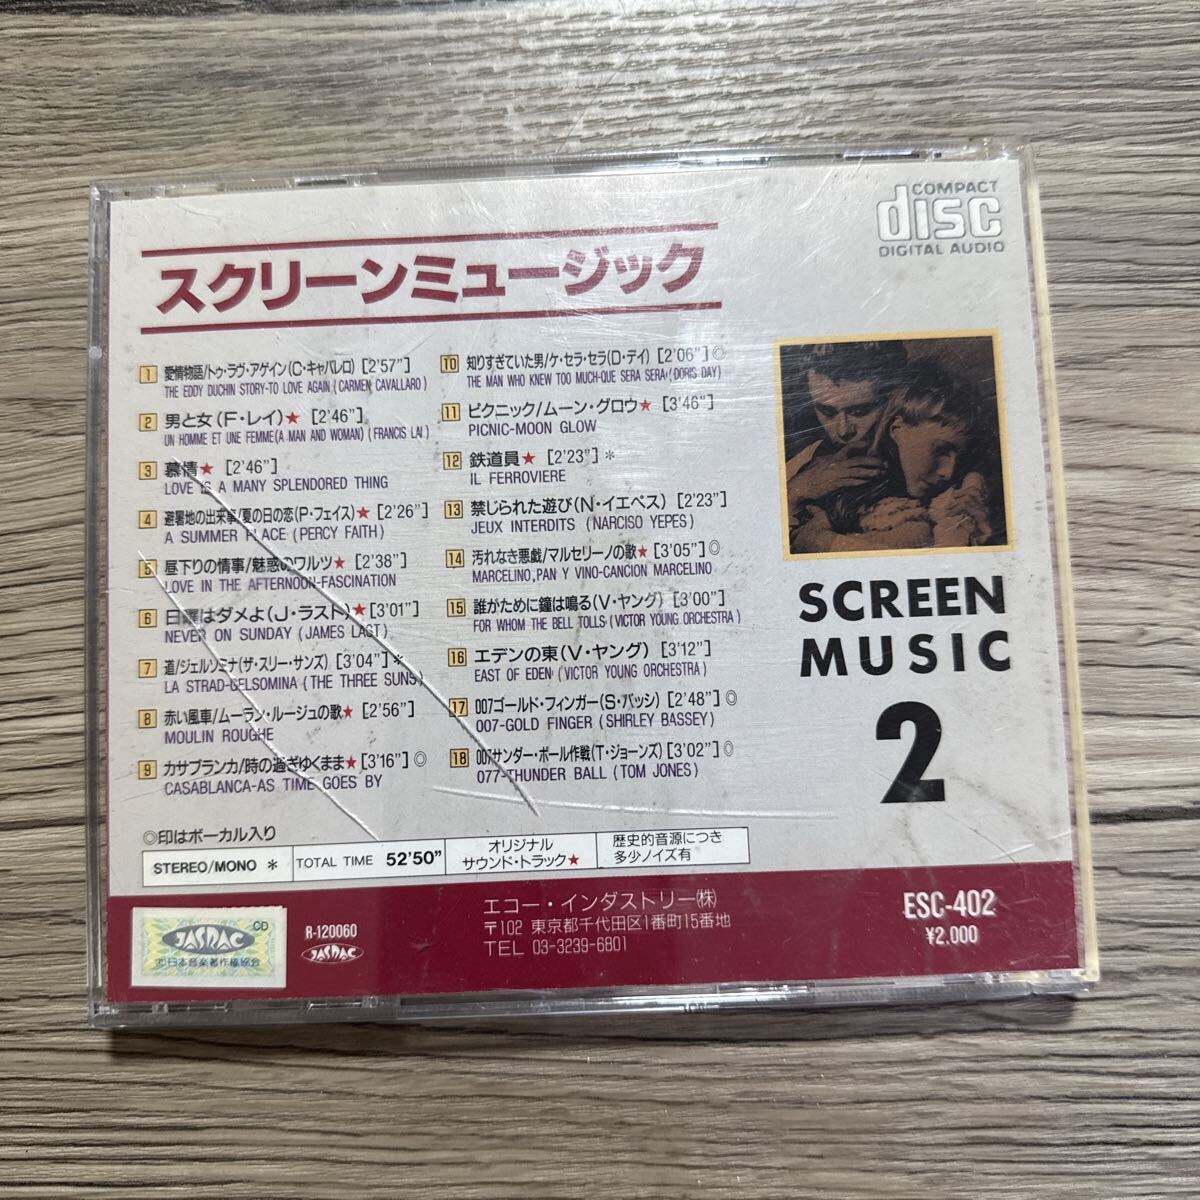 COMPACT
disc
DIGITAL AUDIO
スクリーンミュージック
1 愛情物語/トゥ・ラヴ・アゲイン(C・キャバレロ) [2'57”]
THE EDDY DUCHIN STORY-TO LOVE AGAIN (CARMEN CAVALLARO)
2 男と女(F・レイ)★ [2'46”]
UN HOMME ET UNE FEMME(A MAN AND WOMAN) (FRANCIS LAI)
3 慕情★ [2'46”]
LOVE IS A MANY SPLENDORED THING
4 避暑地の出来事/夏の日の恋(P・フェイス)★ [2'26”]
A SUMMER PLACE (PERCY FAITH)
5 昼下りの情事/魅惑のワルツ★ [2'38”]
LOVE IN THE AFTERNOON-FASCINATION
6 日曜はダメよ(J・ラスト)★ [3'01”]
NEVER ON SUNDAY (JAMES LAST)
7 道/ジェルソミナ(ザ・スリー・サンズ) [3'04”]＊
LA STRAD-GELSOMINA (THE THREE SUNS)
8 赤い風車/ムーラン・ルージュの歌★ [2'56”]
MOULIN ROUGHE
9 カサブランカ/時の過ぎゆくまま★ [3'16”]◎
CASABLANCA-AS TIME GOES BY
10 知りすぎていた男/ケ・セラ・セラ(D・デイ) [2'06”]◎
THE MAN WHO KNEW TOO MUCH-QUE SERA SERA (DORIS DAY)
11 ピクニック/ムーン・グロウ★ [3'46”]
PICNIC-MOON GLOW
12 鉄道員★ [2'23”]＊
IL FERROVIERE
13 禁じられた遊び(N・イエペス) [2'23”]
JEUX INTERDITS (NARCISO YEPES)
14 汚れなき悪戯/マルセリーノの歌★ [3'05”]◎
MARCELINO,PAN Y VINO-CANCION MARCELINO
15 誰がために鐘は鳴る(V・ヤング) [3'00”]
FOR WHOM THE BELL TOLLS (VICTOR YOUNG ORCHESTRA)
16 エデンの東(V・ヤング) [3'12”]
EAST OF EDEN (VICTOR YOUNG ORCHESTRA)
17 007ゴールド・フィンガー(S・バッシ) [2'48”]◎
007-GOLD FINGER (SHIRLEY BASSEY)
18 007サンダー・ボール作戦(T・ジョーンズ) [3'02”]◎
077-THUNDER BALL (TOM JONES)
SCREEN
MUSIC
2
◎印はボーカル入り
STEREO/MONO ＊
TOTAL TIME 52'50”
オリジナル
サウンド・トラック★
歴史的音源につき
多少ノイズ有
CD
JASRAC
(社)日本音楽著作権協会
R-120060
JASRAC
エコー・インダストリー㈱
〒102 東京都千代田区1番町15番地
TEL 03-3239-6801
ESC-402
¥2,000